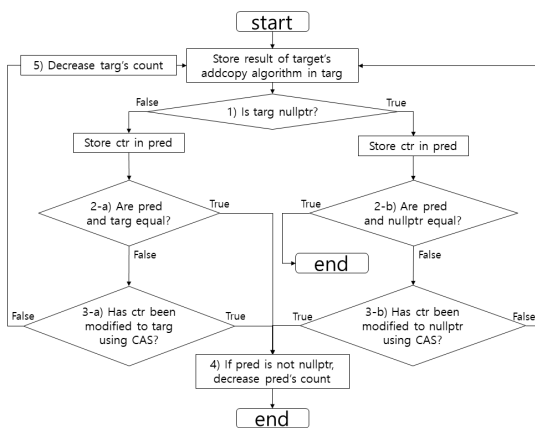 start
5) Decrease targ's count
Store result of target's
addcopy algorithm in targ
False
1) Is targ nullptr?
True
Store ctr in pred
Store ctr in pred
2-a) Are pred
and targ equal?
True
True
2-b) Are pred
and nullptr equal?
False
end
False
False
3-a) Has ctr been
modified to targ
using CAS?
True
True
3-b) Has ctr been
modified to nullptr
using CAS?
False
4) If pred is not nullptr,
decrease pred's count
end